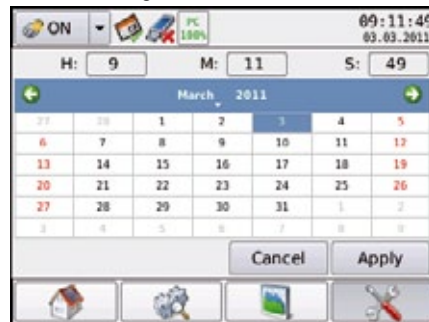 ON PC 100% 09:11:49
03.03.2011
H: 9 M: 11 S: 49
March 2011
27 28 1 2 3 4 5
6 7 8 9 10 11 12
13 14 15 16 17 18 19
20 21 22 23 24 25 26
27 28 29 30 31 1 2
3 4 5 6 7 8 9
Cancel Apply